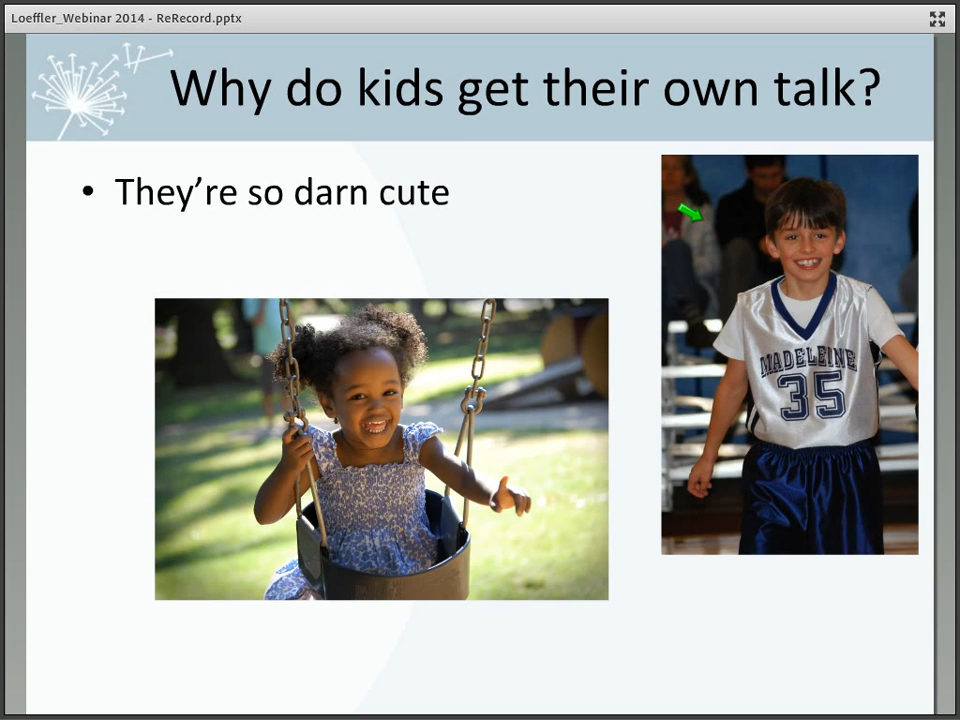 Loeffler_Webinar 2014 - ReRecord.pptx
Why do kids get their own talk?
• They’re so darn cute
MADELEINE
35